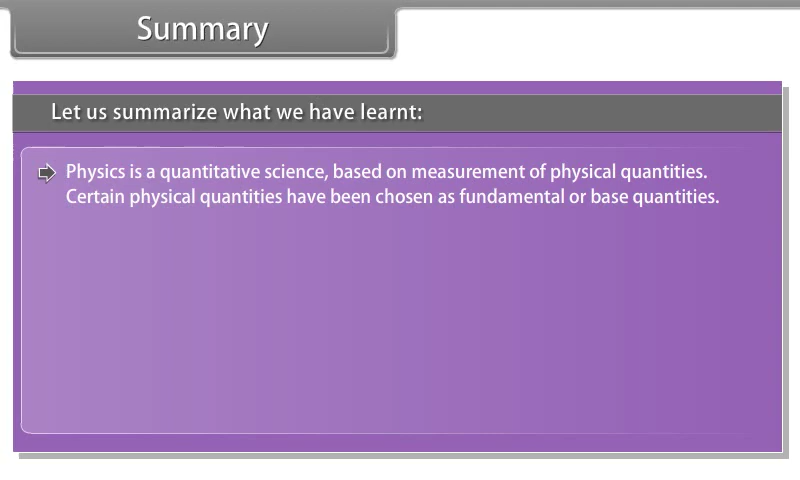 Summary
Let us summarize what we have learnt:
Physics is a quantitative science, based on measurement of physical quantities.
Certain physical quantities have been chosen as fundamental or base quantities.